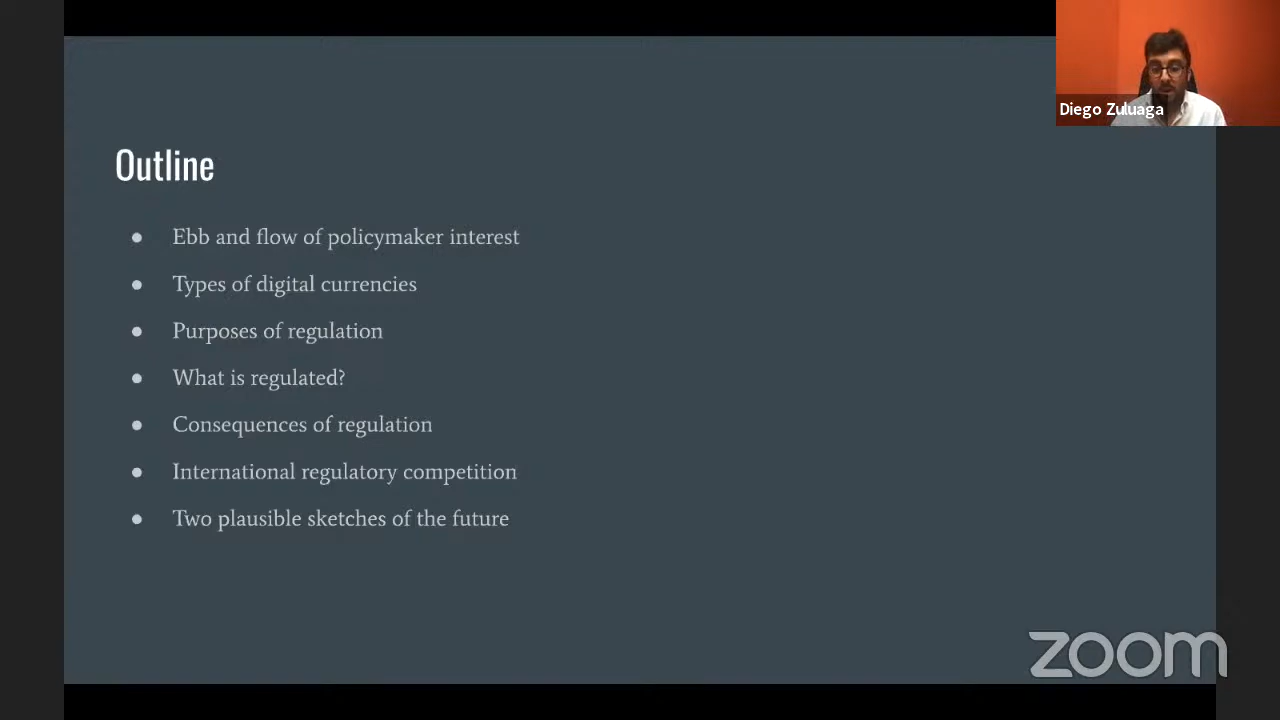 Diego Zuluaga
Outline
● Ebb and flow of policymaker interest
● Types of digital currencies
● Purposes of regulation
● What is regulated?
● Consequences of regulation
● International regulatory competition
● Two plausible sketches of the future
zoom